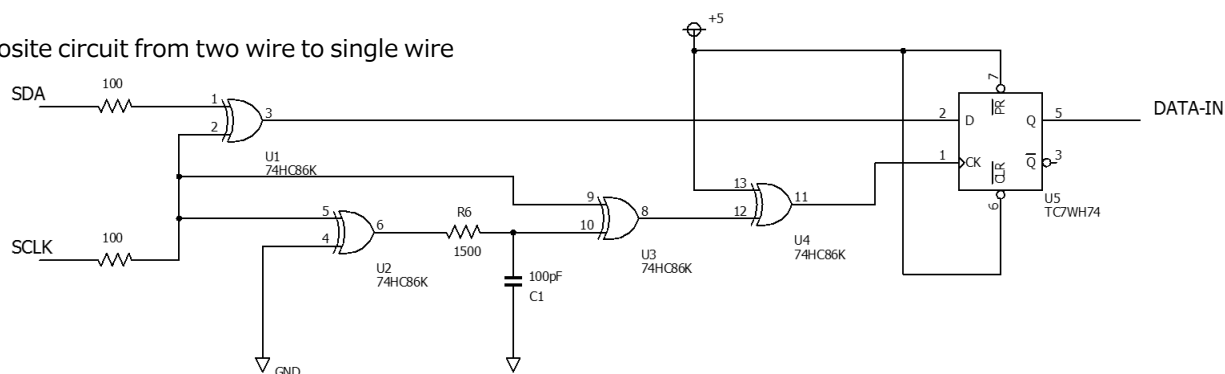 +5
osite circuit from two wire to single wire
100
SDA
1
2
3
U1
74HC86K
7
PR
2
D
Q
5
DATA-IN
1
CK
Q
3
CLR
6
U5
TC7WH74
13
12
11
U4
74HC86K
9
10
8
U3
74HC86K
5
4
6
U2
74HC86K
R6
1500
SCLK
100
100pF
C1
GND